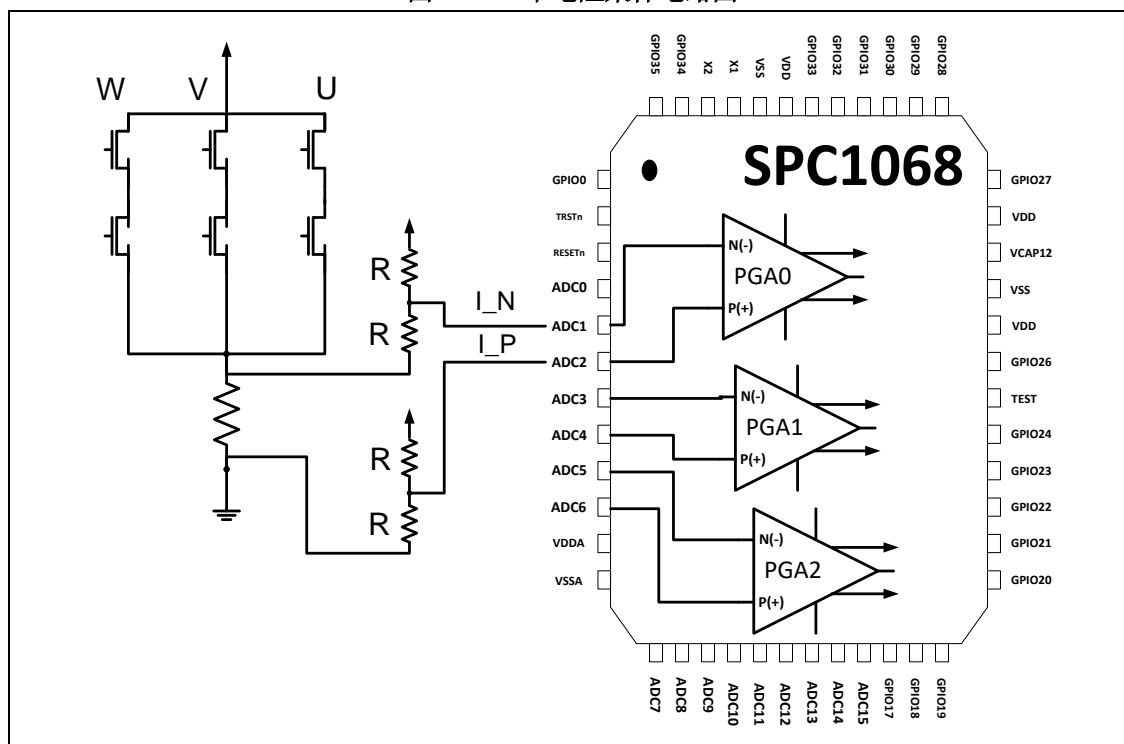 GPIO35
GPIO34
X2
X1
VSS
VDD
GPIO33
GPIO32
GPIO31
GPIO30
GPIO29
GPIO28
W
V
U
SPC1068
GPIO0
TRSTn
RESETn
ADC0
ADC1
ADC2
ADC3
ADC4
ADC5
ADC6
VDDA
VSSA
GPIO27
VDD
VCAP12
VSS
VDD
GPIO26
TEST
GPIO24
GPIO23
GPIO22
GPIO21
GPIO20
R
R
I_N
I_P
R
R
N(-)
PGA0
P(+)
N(-)
PGA1
P(+)
N(-)
PGA2
P(+)
ADC7
ADC8
ADC9
ADC10
ADC11
ADC12
ADC13
ADC14
ADC15
GPIO17
GPIO18
GPIO19